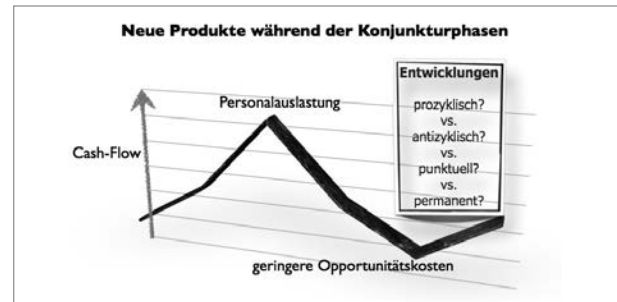 Neue Produkte während der Konjunkturphasen
Entwicklungen
prozyklisch?
vs.
antizyklisch?
vs.
punktuell?
vs.
permanent?
Personalauslastung
Cash-Flow
geringere Opportunitätskosten